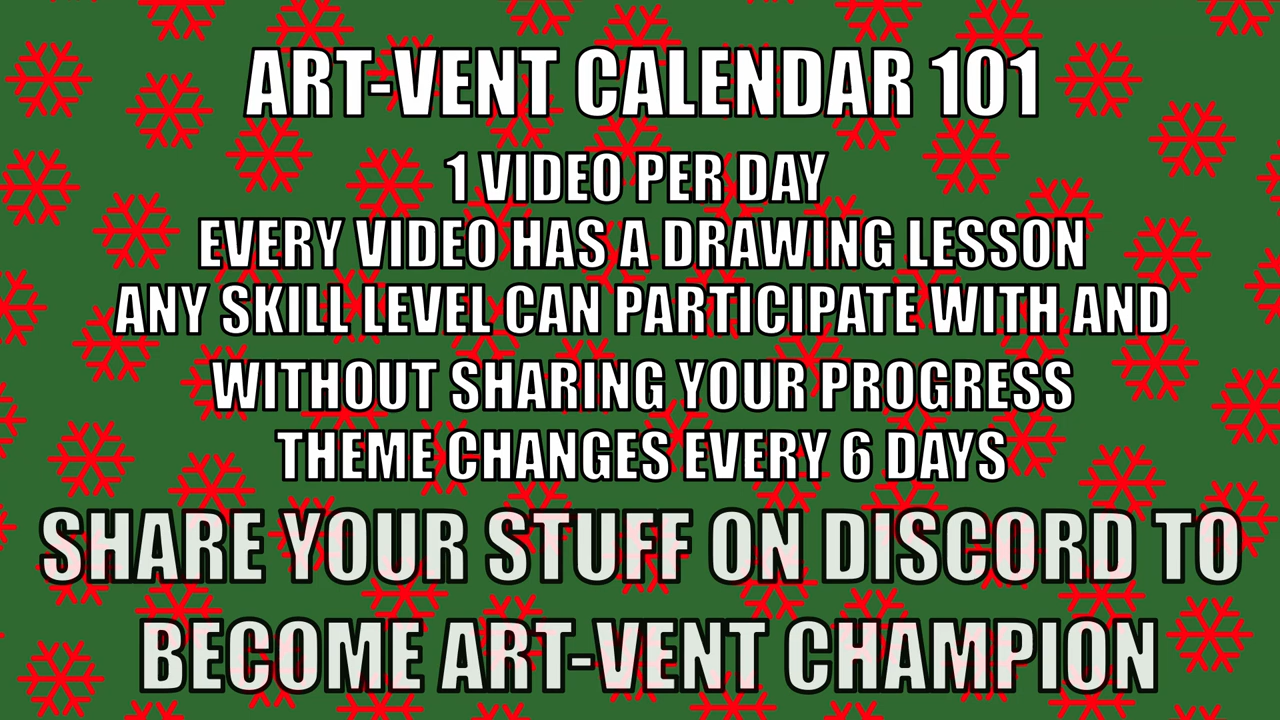 ART-VENT CALENDAR 101
1 VIDEO PER DAY
EVERY VIDEO HAS A DRAWING LESSON
ANY SKILL LEVEL CAN PARTICIPATE WITH AND
WITHOUT SHARING YOUR PROGRESS
THEME CHANGES EVERY 6 DAYS
SHARE YOUR STUFF ON DISCORD TO
BECOME ART-VENT CHAMPION